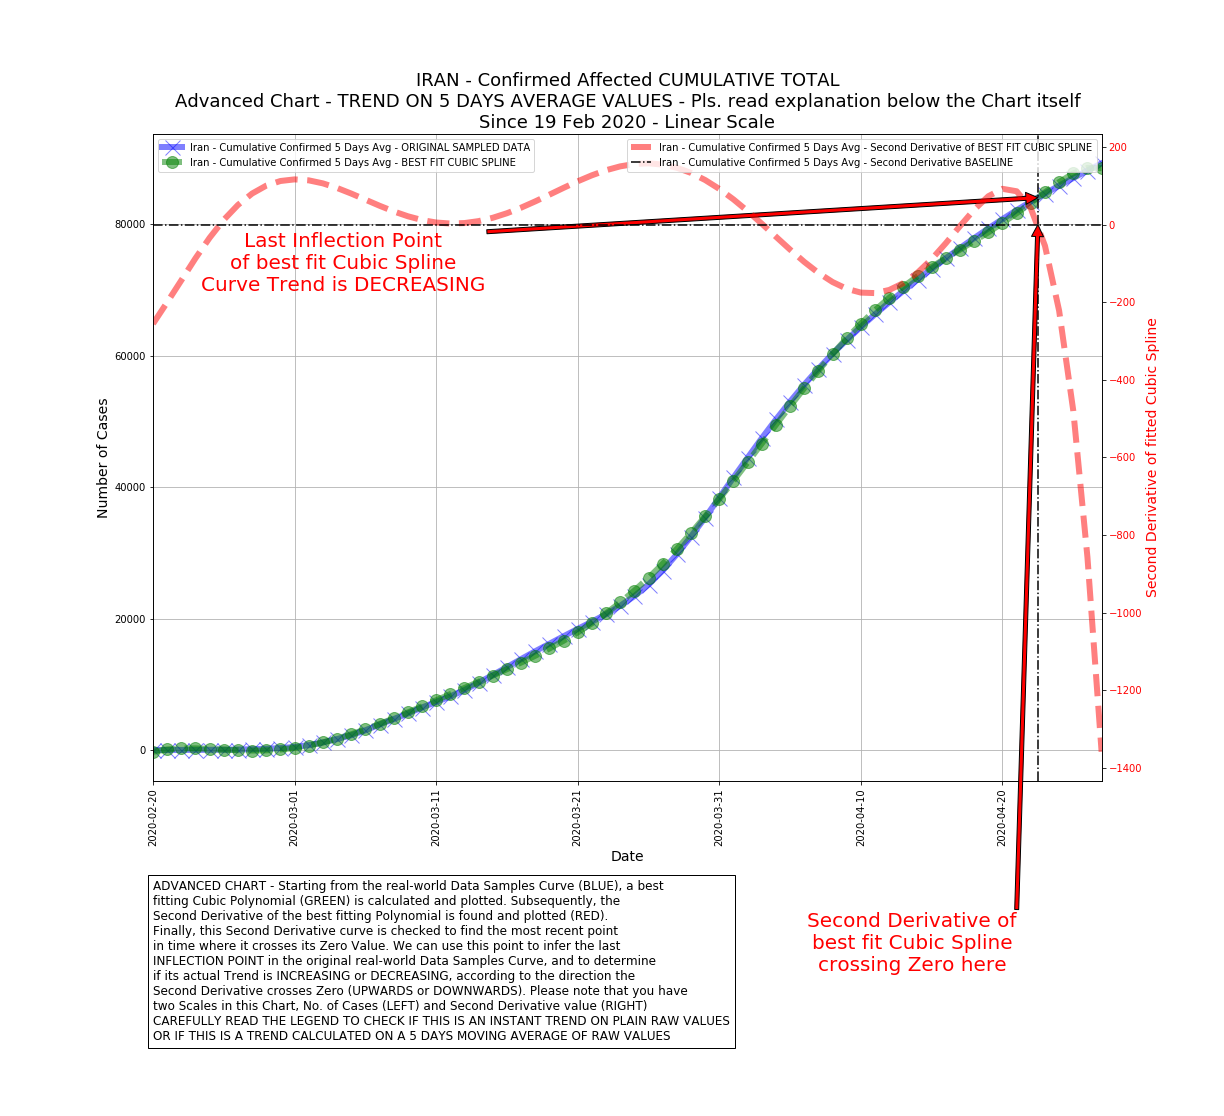 IRAN - Confirmed Affected CUMULATIVE TOTAL
Advanced Chart - TREND ON 5 DAYS AVERAGE VALUES - Pls. read explanation below the Chart itself
Since 19 Feb 2020 - Linear Scale
Iran - Cumulative Confirmed 5 Days Avg - ORIGINAL SAMPLED DATA
Iran - Cumulative Confirmed 5 Days Avg - BEST FIT CUBIC SPLINE
Iran - Cumulative Confirmed 5 Days Avg - Second Derivative of BEST FIT CUBIC SPLINE
Iran - Cumulative Confirmed 5 Days Avg - Second Derivative BASELINE
Last Inflection Point
of best fit Cubic Spline
Curve Trend is DECREASING
Number of Cases
80000
60000
40000
20000
0
200
0
−200
−400
−600
−800
−1000
−1200
−1400
Second Derivative of fitted Cubic Spline
2020-02-20
2020-03-01
2020-03-11
2020-03-21
2020-03-31
2020-04-10
2020-04-20
Date
Second Derivative of
best fit Cubic Spline
crossing Zero here
ADVANCED CHART - Starting from the real-world Data Samples Curve (BLUE), a best
fitting Cubic Polynomial (GREEN) is calculated and plotted. Subsequently, the
Second Derivative of the best fitting Polynomial is found and plotted (RED).
Finally, this Second Derivative curve is checked to find the most recent point
in time where it crosses its Zero Value. We can use this point to infer the last
INFLECTION POINT in the original real-world Data Samples Curve, and to determine
if its actual Trend is INCREASING or DECREASING, according to the direction the
Second Derivative crosses Zero (UPWARDS or DOWNWARDS). Please note that you have
two Scales in this Chart, No. of Cases (LEFT) and Second Derivative value (RIGHT)
CAREFULLY READ THE LEGEND TO CHECK IF THIS IS AN INSTANT TREND ON PLAIN RAW VALUES
OR IF THIS IS A TREND CALCULATED ON A 5 DAYS MOVING AVERAGE OF RAW VALUES